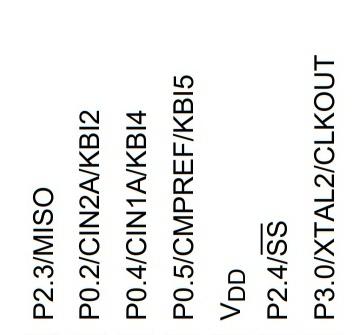 P2.3/MISO
P0.2/CIN2A/KBI2
P0.4/CIN1A/KBI4
P0.5/CMPREF/KBI5
VDD
P2.4/S̅S̅
P3.0/XTAL2/CLKOUT